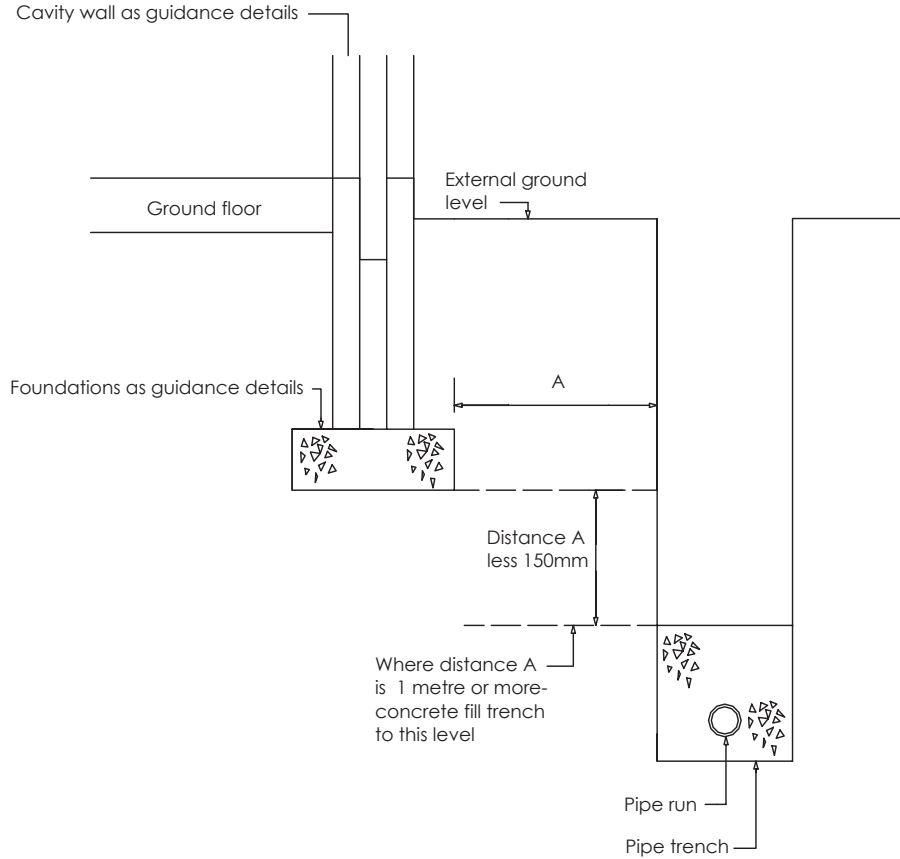 Cavity wall as guidance details
External ground
level
Ground floor
Foundations as guidance details
A
Distance A
less 150mm
Where distance A
is 1 metre or more-
concrete fill trench
to this level
Pipe run
Pipe trench